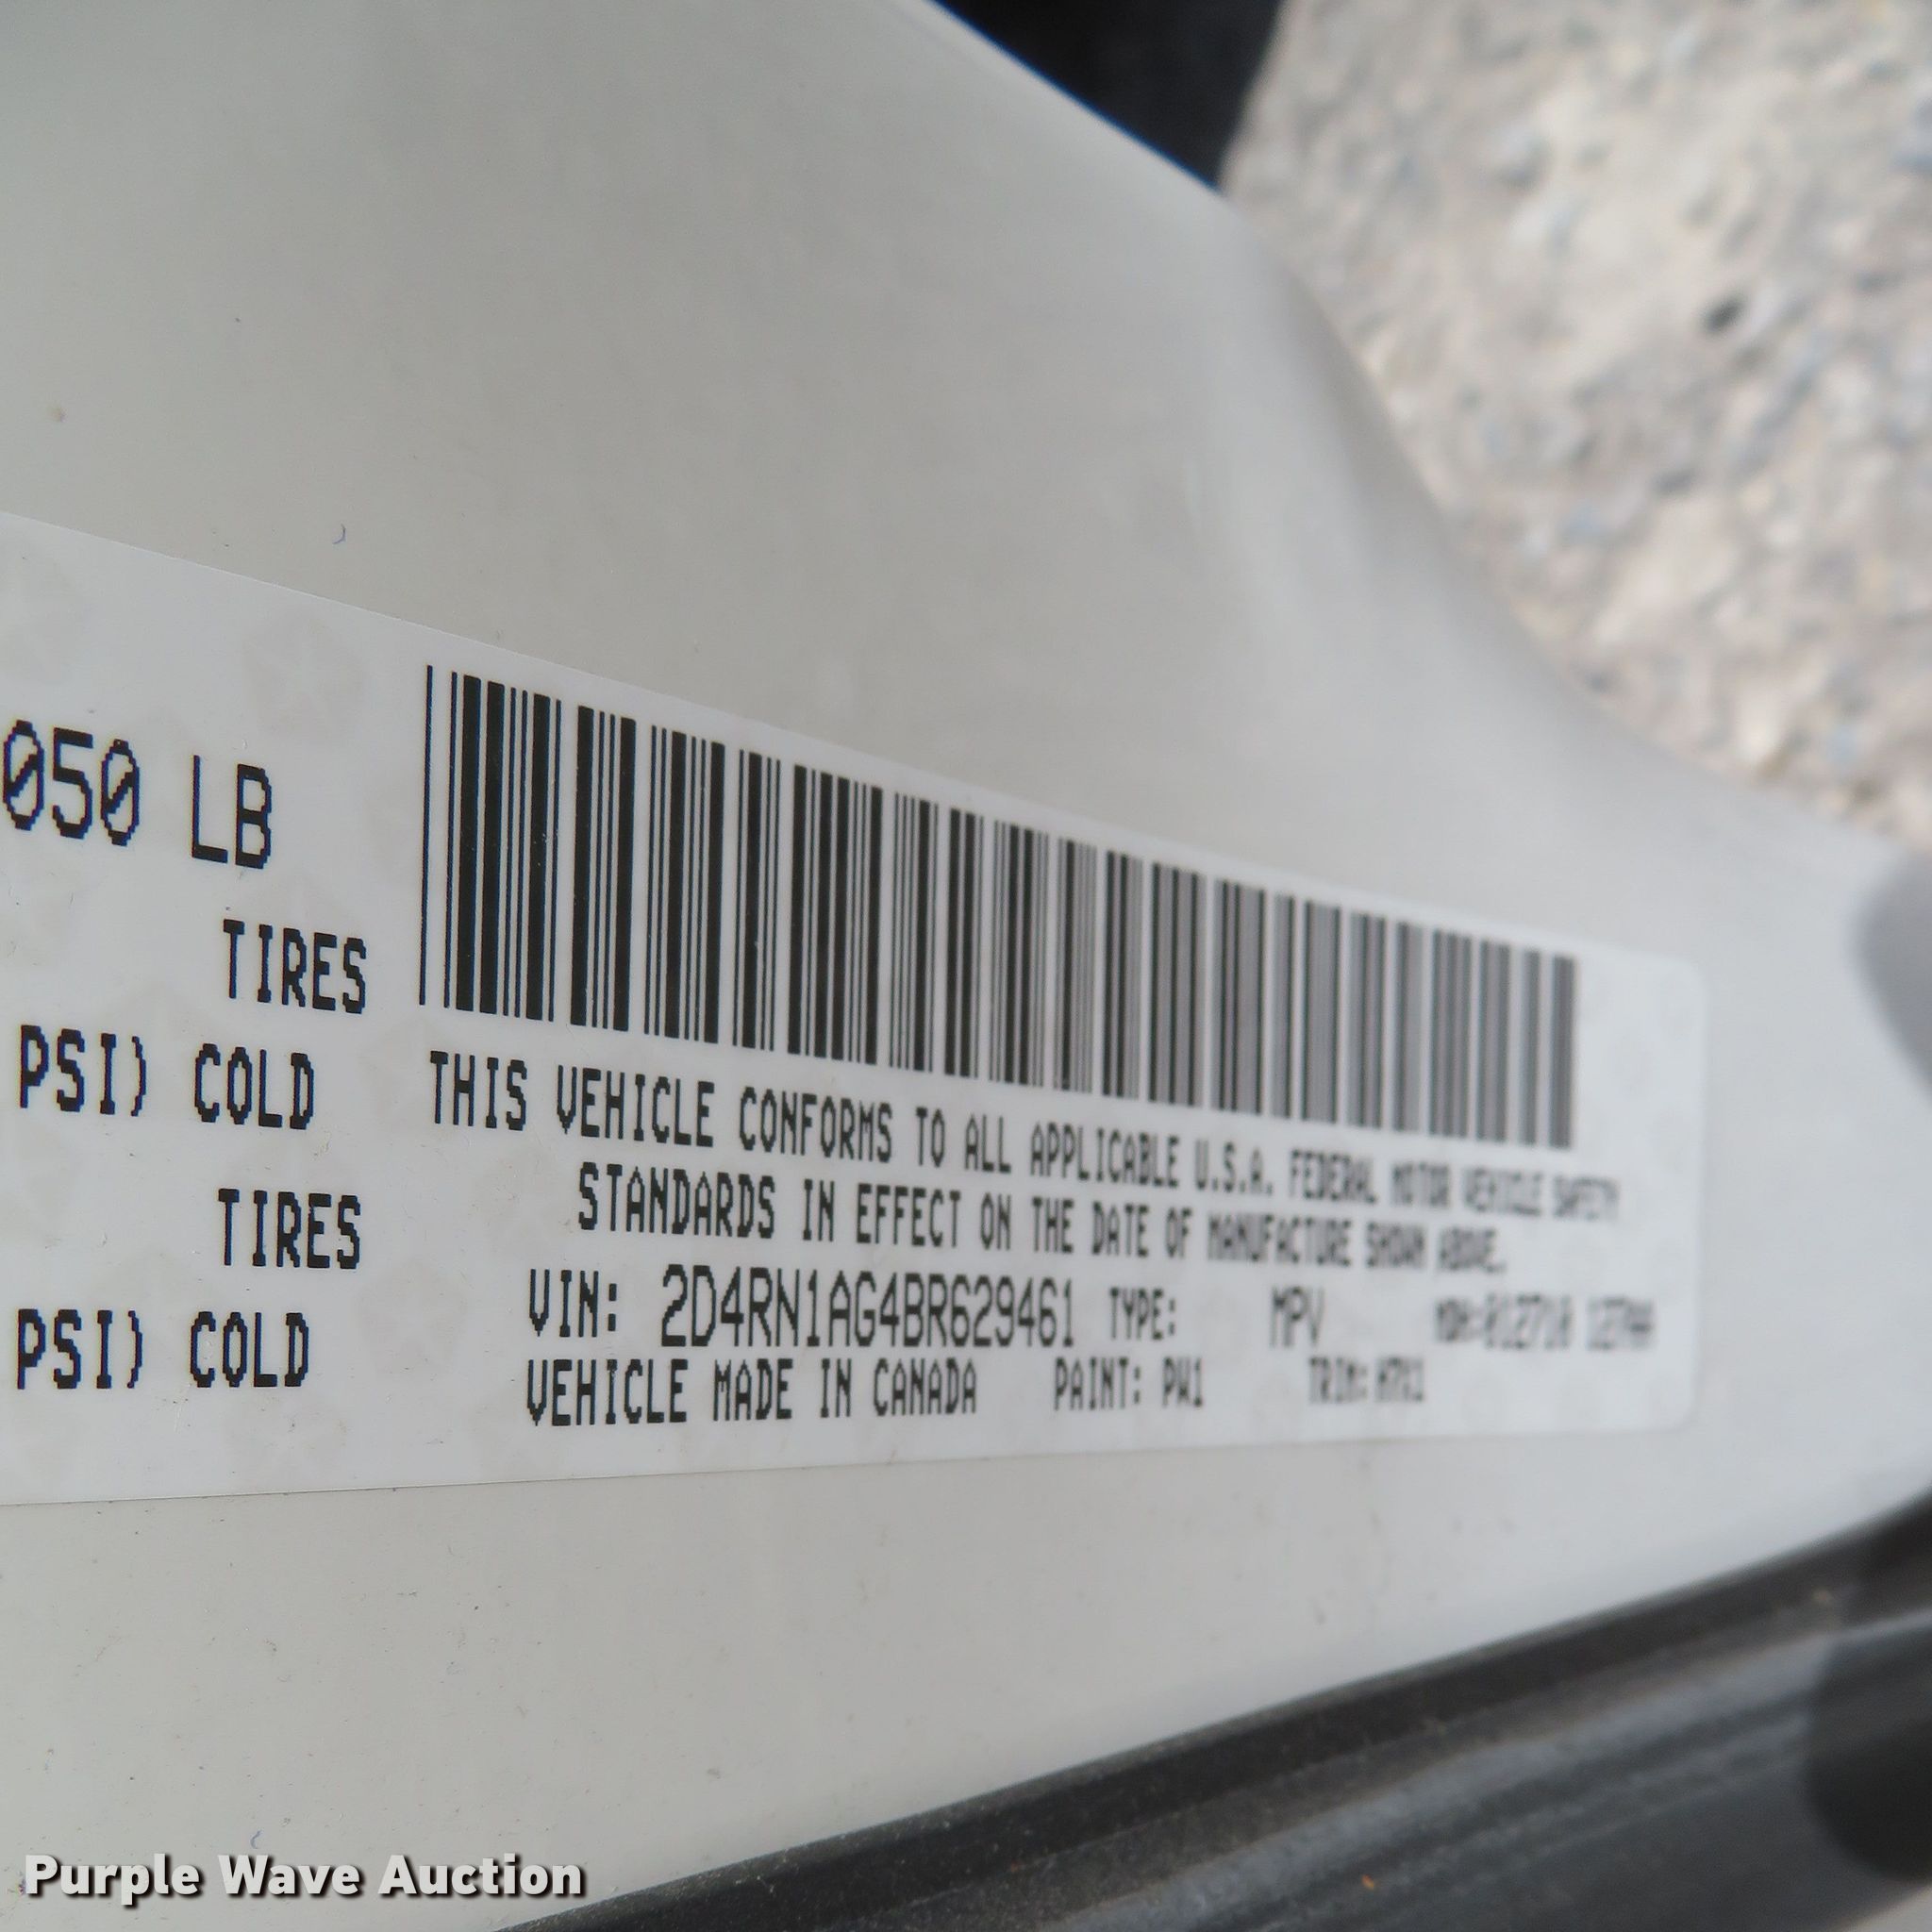 050 LB
TIRES
PSI) COLD
TIRES
PSI) COLD
THIS VEHICLE CONFORMS TO ALL APPLICABLE U.S.A. FEDERAL MOTOR VEHICLE SAFETY
STANDARDS IN EFFECT ON THE DATE OF MANUFACTURE SHOWN ABOVE.
VIN: 2D4RN1AG4BR629461 TYPE: MPV
VEHICLE MADE IN CANADA PAINT: PW1 TRIM:
Purple Wave Auction